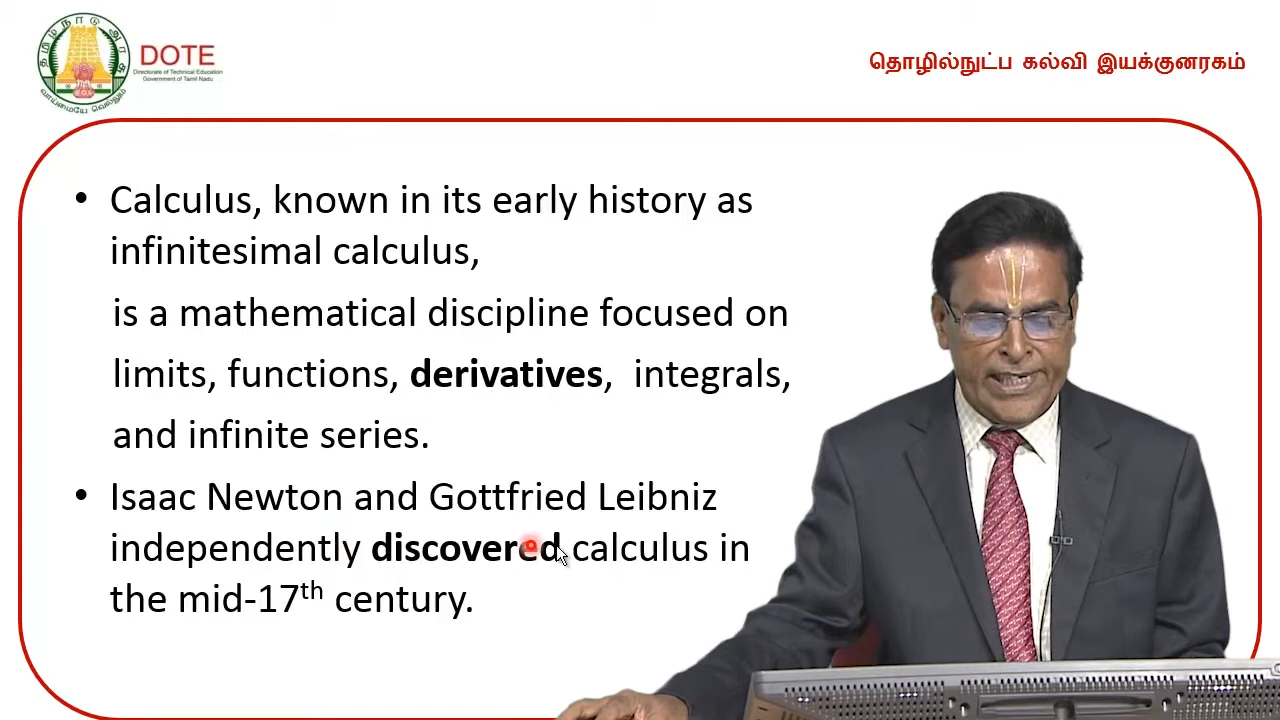 தமிழ்நாடு அரசு
DOTE
Directorate of Technical Education
Government of Tamil Nadu
வாய்மையே வெல்லும்
தொழில்நுட்ப கல்வி இயக்குனரகம்
• Calculus, known in its early history as
infinitesimal calculus,
is a mathematical discipline focused on
limits, functions, derivatives, integrals,
and infinite series.
• Isaac Newton and Gottfried Leibniz
independently discovered calculus in
the mid-17th century.